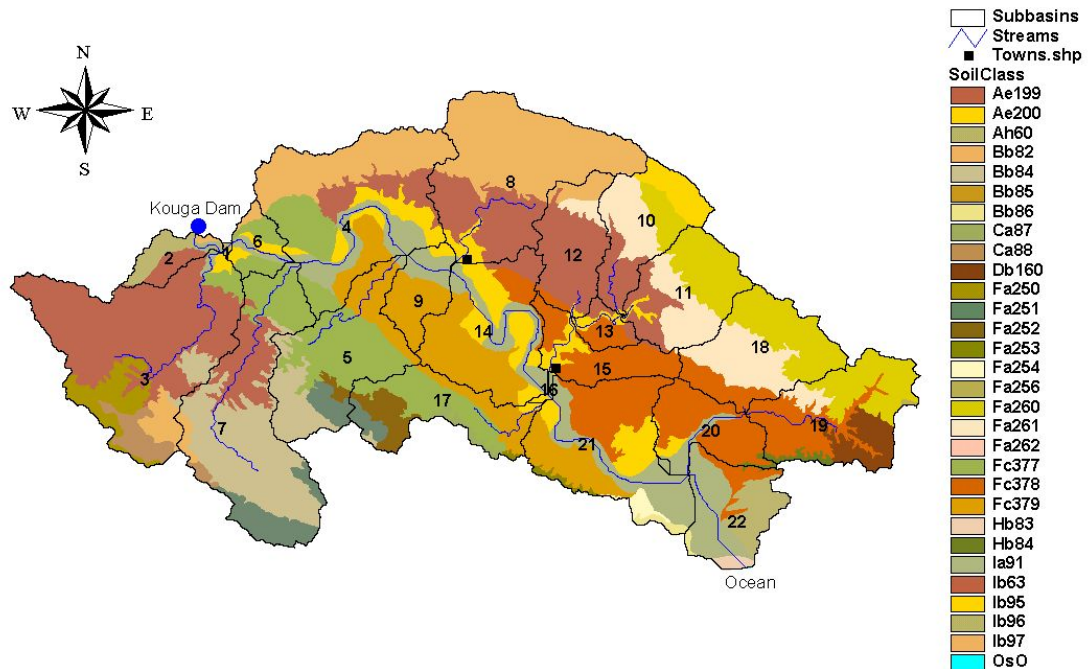 Subbasins
Streams
Towns.shp
SoilClass
Ae199
Ae200
Ah60
Bb82
Bb84
Bb85
Bb86
Ca87
Ca88
Db160
Fa250
Fa251
Fa252
Fa253
Fa254
Fa256
Fa260
Fa261
Fa262
Fc377
Fc378
Fc379
Hb83
Hb84
Ia91
Ib63
Ib95
Ib96
Ib97
OsO
N
W E
S
Kouga Dam
8
10
4
6
1
2
12
11
9
14
13
18
5
15
3
16
17
7
19
20
21
22
Ocean